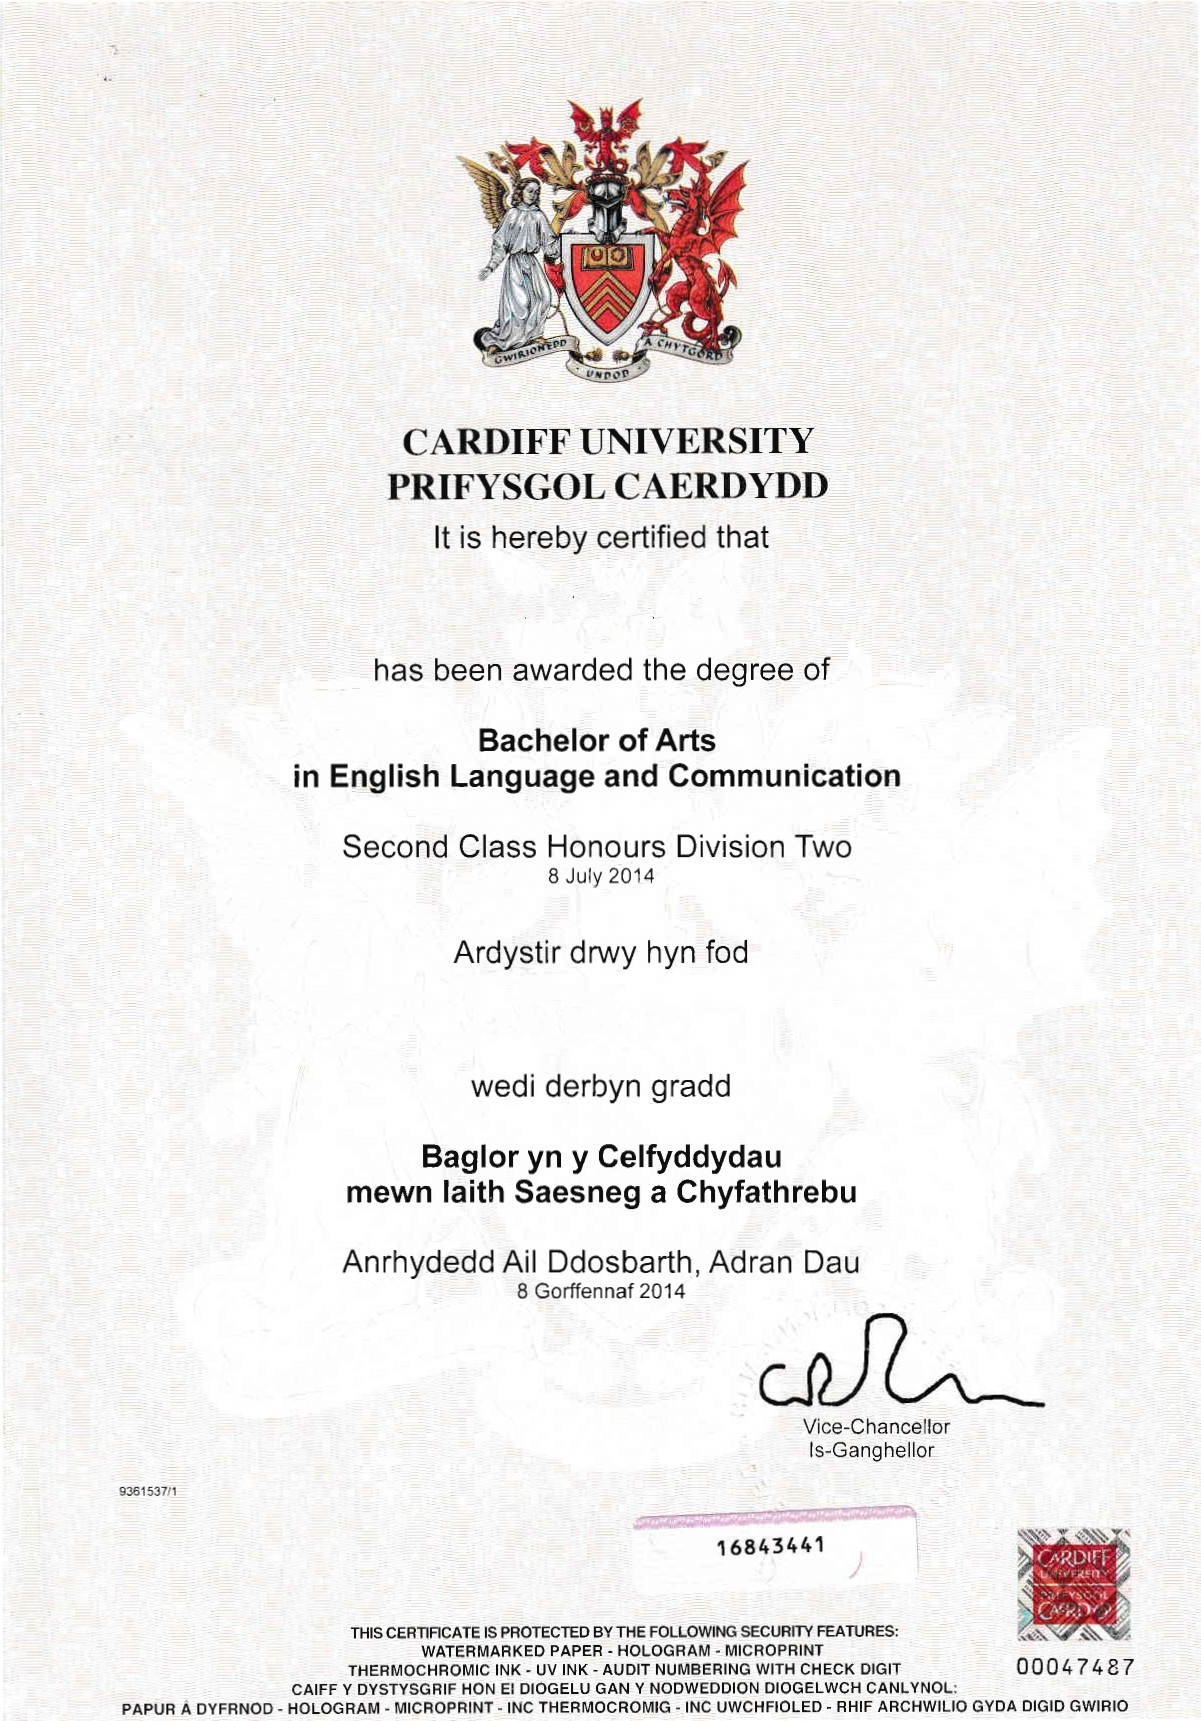 GWIRIONEDD
UNDOD
A CHYTGORD
CARDIFF UNIVERSITY
PRIFYSGOL CAERDYDD
It is hereby certified that
has been awarded the degree of
Bachelor of Arts
in English Language and Communication
Second Class Honours Division Two
8 July 2014
Ardystir drwy hyn fod
wedi derbyn gradd
Baglor yn y Celfyddydau
mewn Iaith Saesneg a Chyfathrebu
Anrhydedd Ail Ddosbarth, Adran Dau
8 Gorffennaf 2014
Vice-Chancellor
Is-Ganghellor
9361537/1
16843441
CARDIFF
UNIVERSITY
PRIFYSGOL
CAERDYDD
00047487
THIS CERTIFICATE IS PROTECTED BY THE FOLLOWING SECURITY FEATURES:
WATERMARKED PAPER - HOLOGRAM - MICROPRINT
THERMOCHROMIC INK - UV INK - AUDIT NUMBERING WITH CHECK DIGIT
CAIFF Y DYSTYSGRIF HON EI DIOGELU GAN Y NODWEDDION DIOGELWCH CANLYNOL:
PAPUR Â DYFRNOD - HOLOGRAM - MICROPRINT - INC THERMOCROMIG - INC UWCHFIOLED - RHIF ARCHWILIO GYDA DIGID GWIRIO